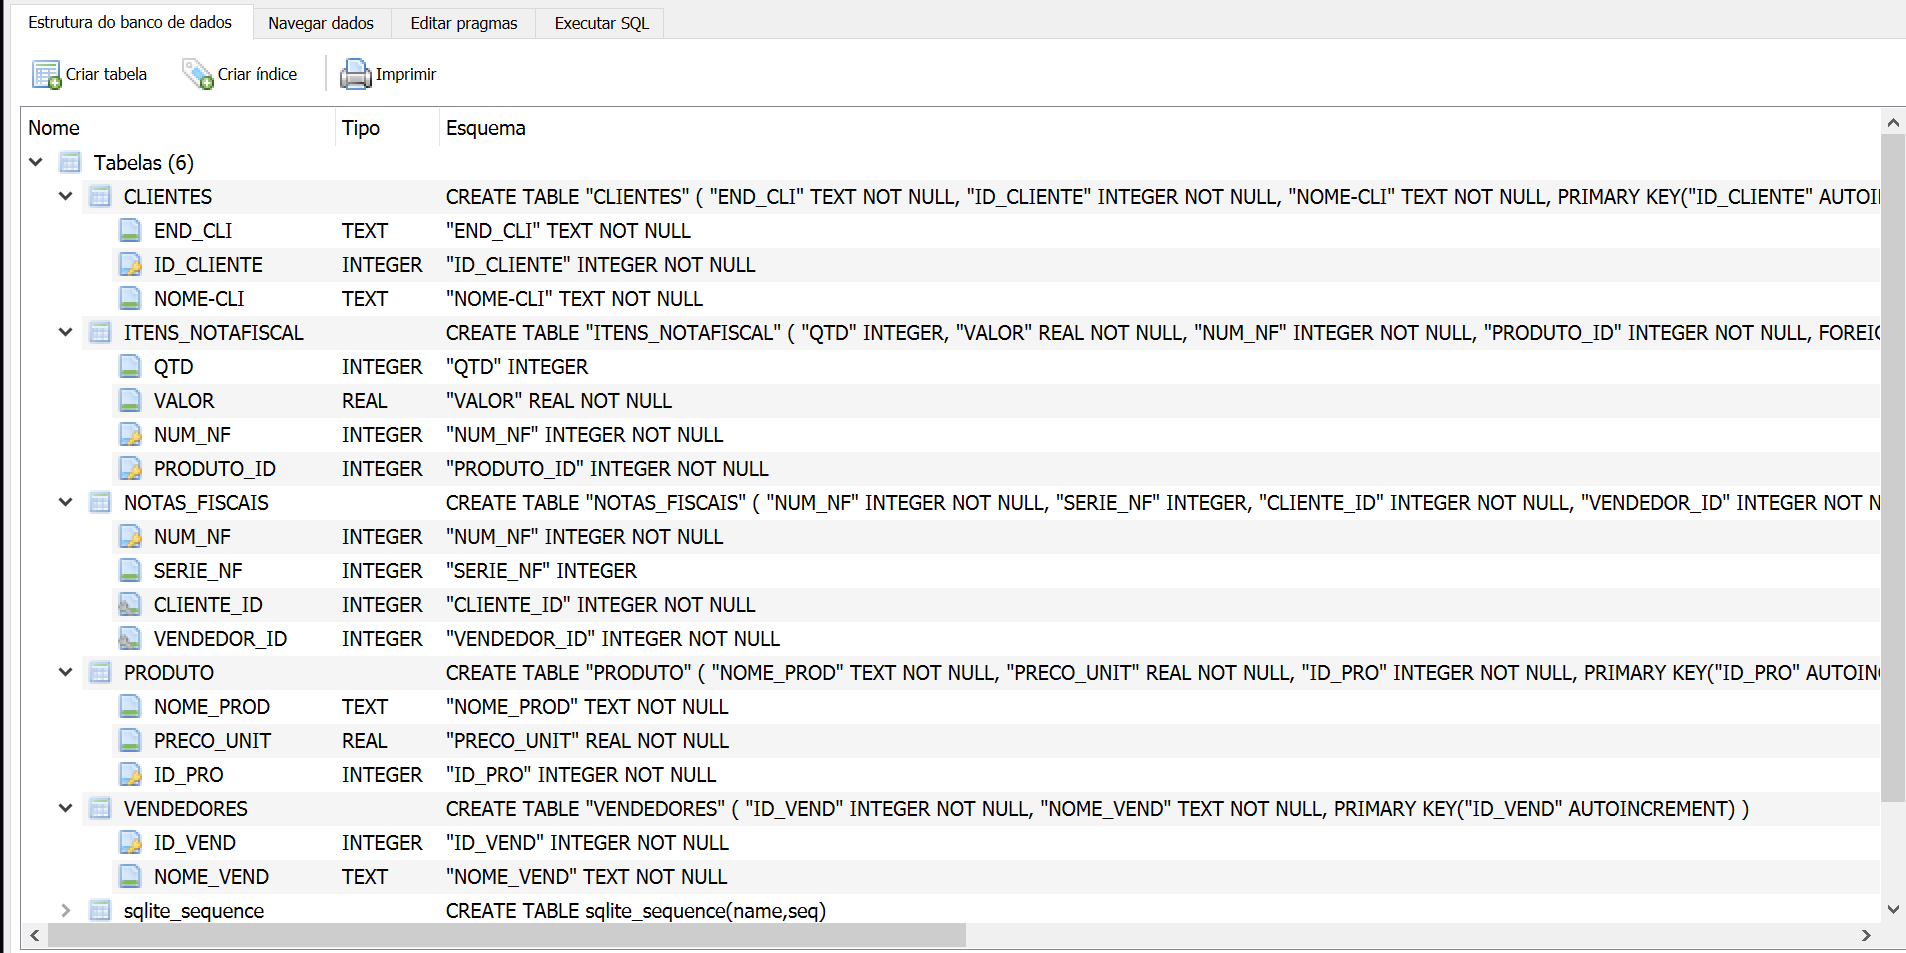 Estrutura do banco de dados Navegar dados Editar pragmas Executar SQL
Criar tabela Criar índice Imprimir
Nome Tipo Esquema
Tabelas (6)
CLIENTES CREATE TABLE "CLIENTES" ( "END_CLI" TEXT NOT NULL, "ID_CLIENTE" INTEGER NOT NULL, "NOME-CLI" TEXT NOT NULL, PRIMARY KEY("ID_CLIENTE" AUTOI
END_CLI TEXT "END_CLI" TEXT NOT NULL
ID_CLIENTE INTEGER "ID_CLIENTE" INTEGER NOT NULL
NOME-CLI TEXT "NOME-CLI" TEXT NOT NULL
ITENS_NOTAFISCAL CREATE TABLE "ITENS_NOTAFISCAL" ( "QTD" INTEGER, "VALOR" REAL NOT NULL, "NUM_NF" INTEGER NOT NULL, "PRODUTO_ID" INTEGER NOT NULL, FOREIG
QTD INTEGER "QTD" INTEGER
VALOR REAL "VALOR" REAL NOT NULL
NUM_NF INTEGER "NUM_NF" INTEGER NOT NULL
PRODUTO_ID INTEGER "PRODUTO_ID" INTEGER NOT NULL
NOTAS_FISCAIS CREATE TABLE "NOTAS_FISCAIS" ( "NUM_NF" INTEGER NOT NULL, "SERIE_NF" INTEGER, "CLIENTE_ID" INTEGER NOT NULL, "VENDEDOR_ID" INTEGER NOT N
NUM_NF INTEGER "NUM_NF" INTEGER NOT NULL
SERIE_NF INTEGER "SERIE_NF" INTEGER
CLIENTE_ID INTEGER "CLIENTE_ID" INTEGER NOT NULL
VENDEDOR_ID INTEGER "VENDEDOR_ID" INTEGER NOT NULL
PRODUTO CREATE TABLE "PRODUTO" ( "NOME_PROD" TEXT NOT NULL, "PRECO_UNIT" REAL NOT NULL, "ID_PRO" INTEGER NOT NULL, PRIMARY KEY("ID_PRO" AUTOIN
NOME_PROD TEXT "NOME_PROD" TEXT NOT NULL
PRECO_UNIT REAL "PRECO_UNIT" REAL NOT NULL
ID_PRO INTEGER "ID_PRO" INTEGER NOT NULL
VENDEDORES CREATE TABLE "VENDEDORES" ( "ID_VEND" INTEGER NOT NULL, "NOME_VEND" TEXT NOT NULL, PRIMARY KEY("ID_VEND" AUTOINCREMENT) )
ID_VEND INTEGER "ID_VEND" INTEGER NOT NULL
NOME_VEND TEXT "NOME_VEND" TEXT NOT NULL
sqlite_sequence CREATE TABLE sqlite_sequence(name,seq)